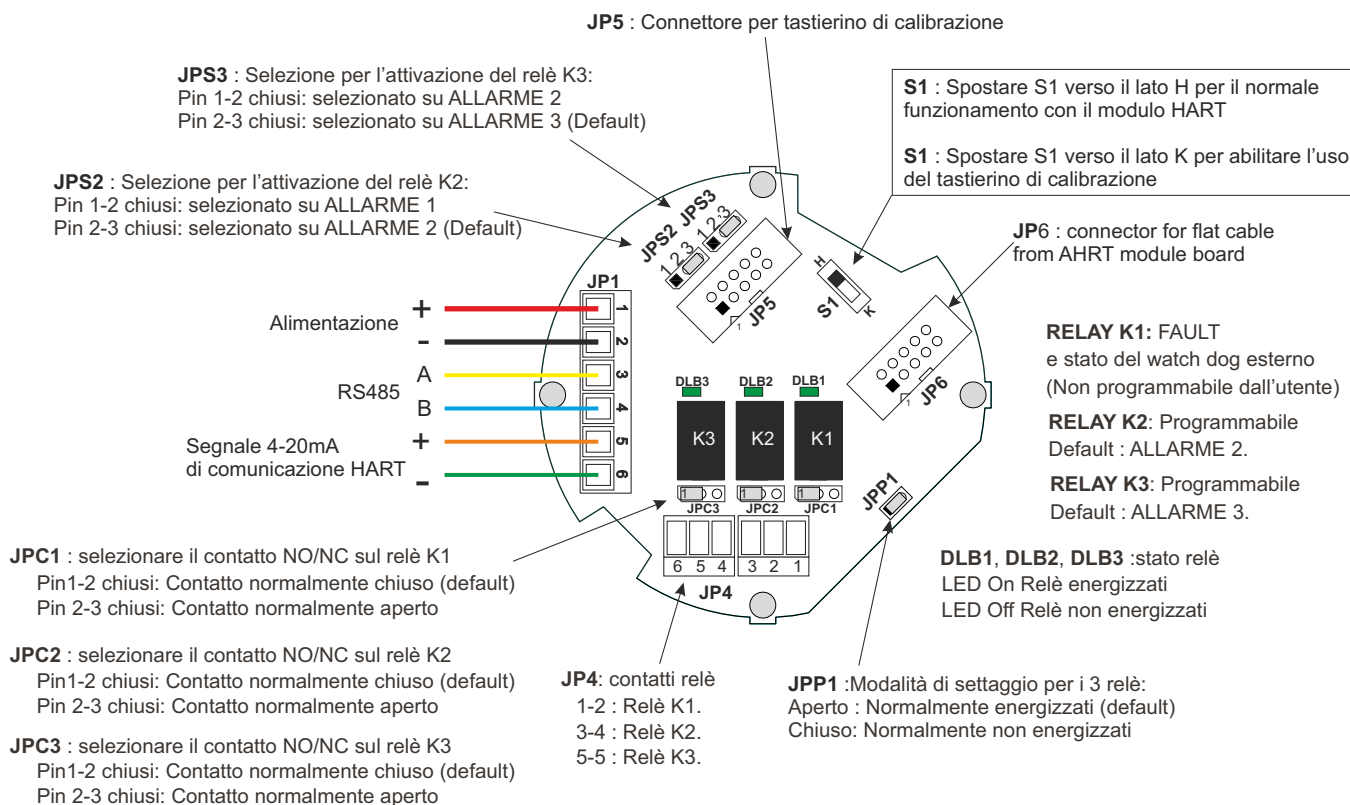 JP5 : Connettore per tastierino di calibrazione
JPS3 : Selezione per l'attivazione del relè K3:
Pin 1-2 chiusi: selezionato su ALLARME 2
Pin 2-3 chiusi: selezionato su ALLARME 3 (Default)
S1 : Spostare S1 verso il lato H per il normale
funzionamento con il modulo HART
S1 : Spostare S1 verso il lato K per abilitare l'uso
del tastierino di calibrazione
JPS2 : Selezione per l'attivazione del relè K2:
Pin 1-2 chiusi: selezionato su ALLARME 1
Pin 2-3 chiusi: selezionato su ALLARME 2 (Default)
JP6 : connector for flat cable
from AHRT module board
JPS3
1 2 3
JPS2
1 2 3
JP5
1
H
S1
K
JP6
1
JP1
1
2
3
4
5
6
Alimentazione
+
-
RS485
A
B
Segnale 4-20mA
di comunicazione HART
+
-
RELAY K1: FAULT
e stato del watch dog esterno
(Non programmabile dall'utente)
RELAY K2: Programmabile
Default : ALLARME 2.
RELAY K3: Programmabile
Default : ALLARME 3.
DLB3 DLB2 DLB1
K3 K2 K1
1 1 1
JPC3 JPC2 JPC1
6 5 4 3 2 1
JP4
JPP1
DLB1, DLB2, DLB3 :stato relè
LED On Relè energizzati
LED Off Relè non energizzati
JPC1 : selezionare il contatto NO/NC sul relè K1
Pin1-2 chiusi: Contatto normalmente chiuso (default)
Pin 2-3 chiusi: Contatto normalmente aperto
JPC2 : selezionare il contatto NO/NC sul relè K2
Pin1-2 chiusi: Contatto normalmente chiuso (default)
Pin 2-3 chiusi: Contatto normalmente aperto
JPC3 : selezionare il contatto NO/NC sul relè K3
Pin1-2 chiusi: Contatto normalmente chiuso (default)
Pin 2-3 chiusi: Contatto normalmente aperto
JP4: contatti relè
1-2 : Relè K1.
3-4 : Relè K2.
5-5 : Relè K3.
JPP1 :Modalità di settaggio per i 3 relè:
Aperto : Normalmente energizzati (default)
Chiuso: Normalmente non energizzati